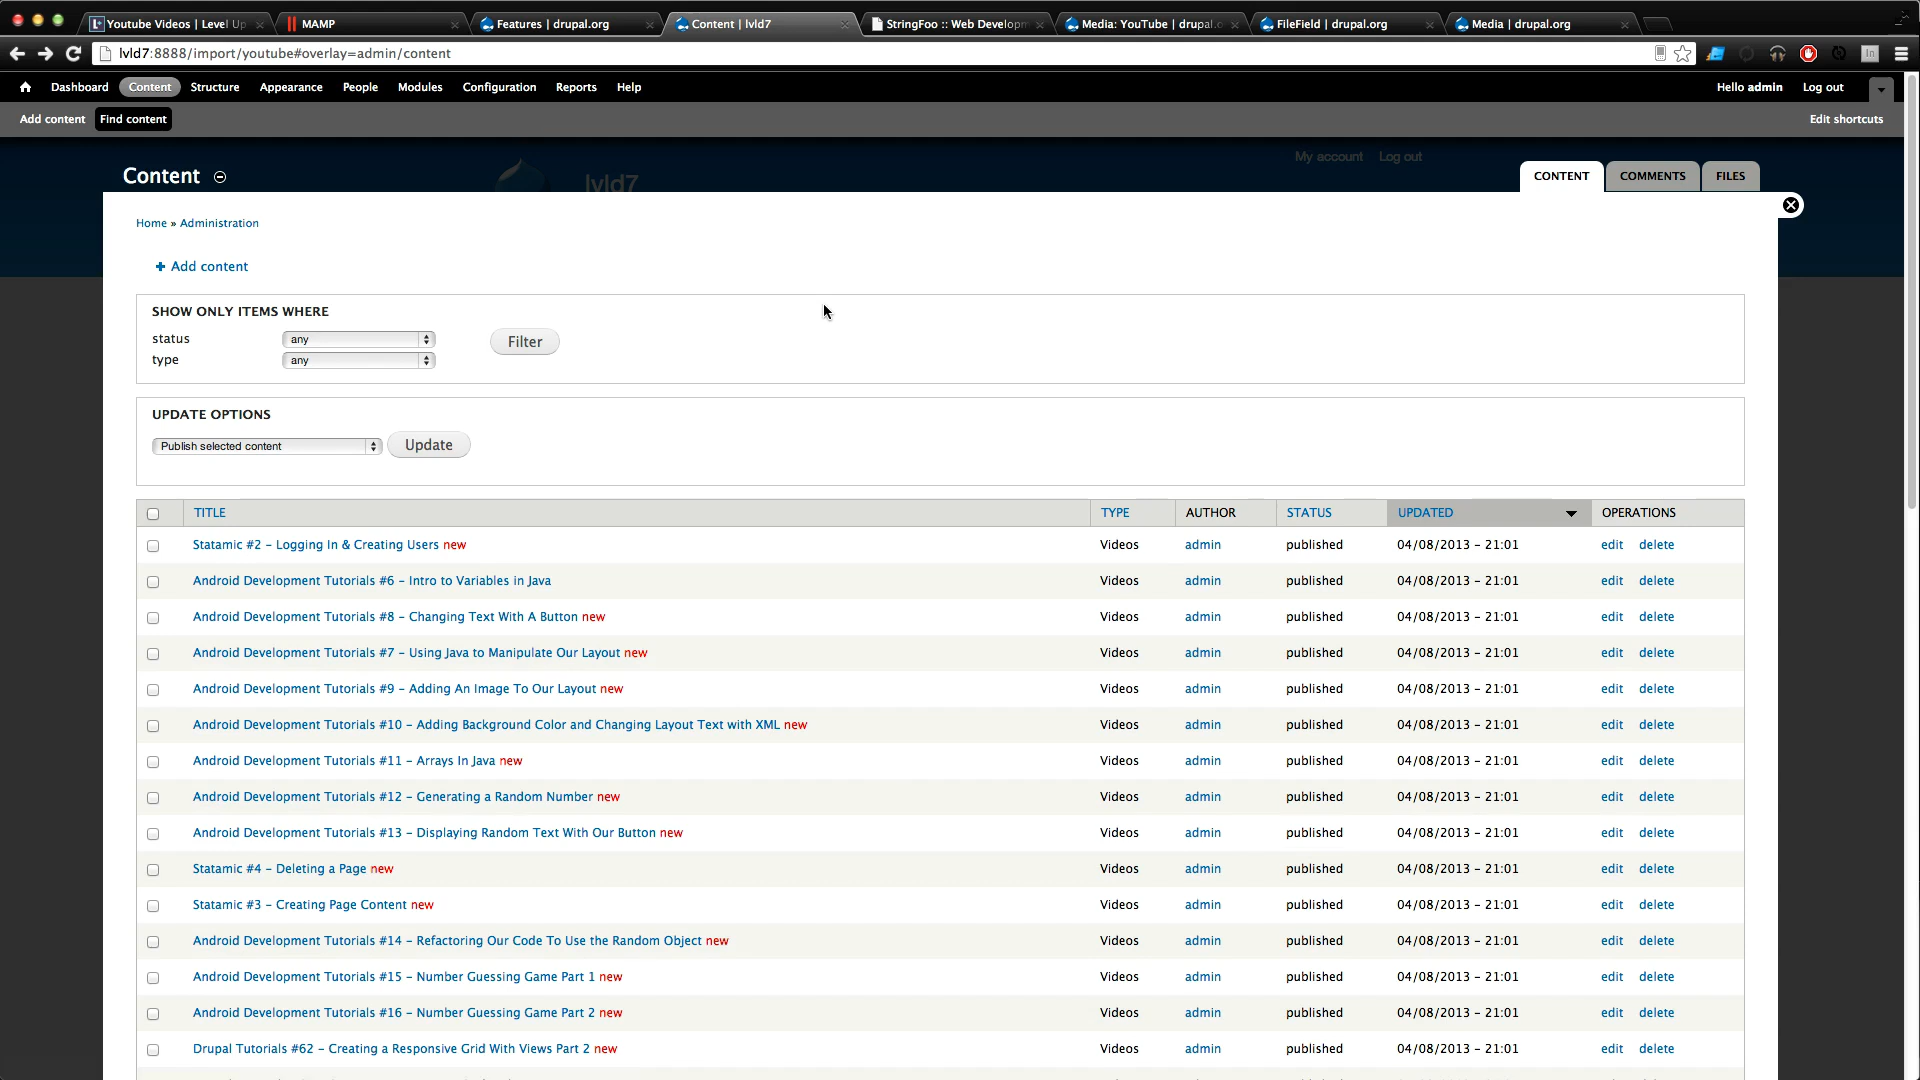 Youtube Videos | Level Up
MAMP
Features | drupal.org
Content | lvld7
StringFoo :: Web Developm
Media: YouTube | drupal.o
FileField | drupal.org
Media | drupal.org
lvld7:8888/import/youtube#overlay=admin/content
Dashboard Content Structure Appearance People Modules Configuration Reports Help
Hello admin Log out
Add content Find content
Edit shortcuts
My account Log out
lvld7
Content
CONTENT COMMENTS FILES
Home » Administration
+ Add content
SHOW ONLY ITEMS WHERE
status any
type any
Filter
UPDATE OPTIONS
Publish selected content Update
TITLE TYPE AUTHOR STATUS UPDATED OPERATIONS
Statamic #2 – Logging In & Creating Users new Videos admin published 04/08/2013 – 21:01 edit delete
Android Development Tutorials #6 – Intro to Variables in Java Videos admin published 04/08/2013 – 21:01 edit delete
Android Development Tutorials #8 – Changing Text With A Button new Videos admin published 04/08/2013 – 21:01 edit delete
Android Development Tutorials #7 – Using Java to Manipulate Our Layout new Videos admin published 04/08/2013 – 21:01 edit delete
Android Development Tutorials #9 – Adding An Image To Our Layout new Videos admin published 04/08/2013 – 21:01 edit delete
Android Development Tutorials #10 – Adding Background Color and Changing Layout Text with XML new Videos admin published 04/08/2013 – 21:01 edit delete
Android Development Tutorials #11 – Arrays In Java new Videos admin published 04/08/2013 – 21:01 edit delete
Android Development Tutorials #12 – Generating a Random Number new Videos admin published 04/08/2013 – 21:01 edit delete
Android Development Tutorials #13 – Displaying Random Text With Our Button new Videos admin published 04/08/2013 – 21:01 edit delete
Statamic #4 – Deleting a Page new Videos admin published 04/08/2013 – 21:01 edit delete
Statamic #3 – Creating Page Content new Videos admin published 04/08/2013 – 21:01 edit delete
Android Development Tutorials #14 – Refactoring Our Code To Use the Random Object new Videos admin published 04/08/2013 – 21:01 edit delete
Android Development Tutorials #15 – Number Guessing Game Part 1 new Videos admin published 04/08/2013 – 21:01 edit delete
Android Development Tutorials #16 – Number Guessing Game Part 2 new Videos admin published 04/08/2013 – 21:01 edit delete
Drupal Tutorials #62 – Creating a Responsive Grid With Views Part 2 new Videos admin published 04/08/2013 – 21:01 edit delete